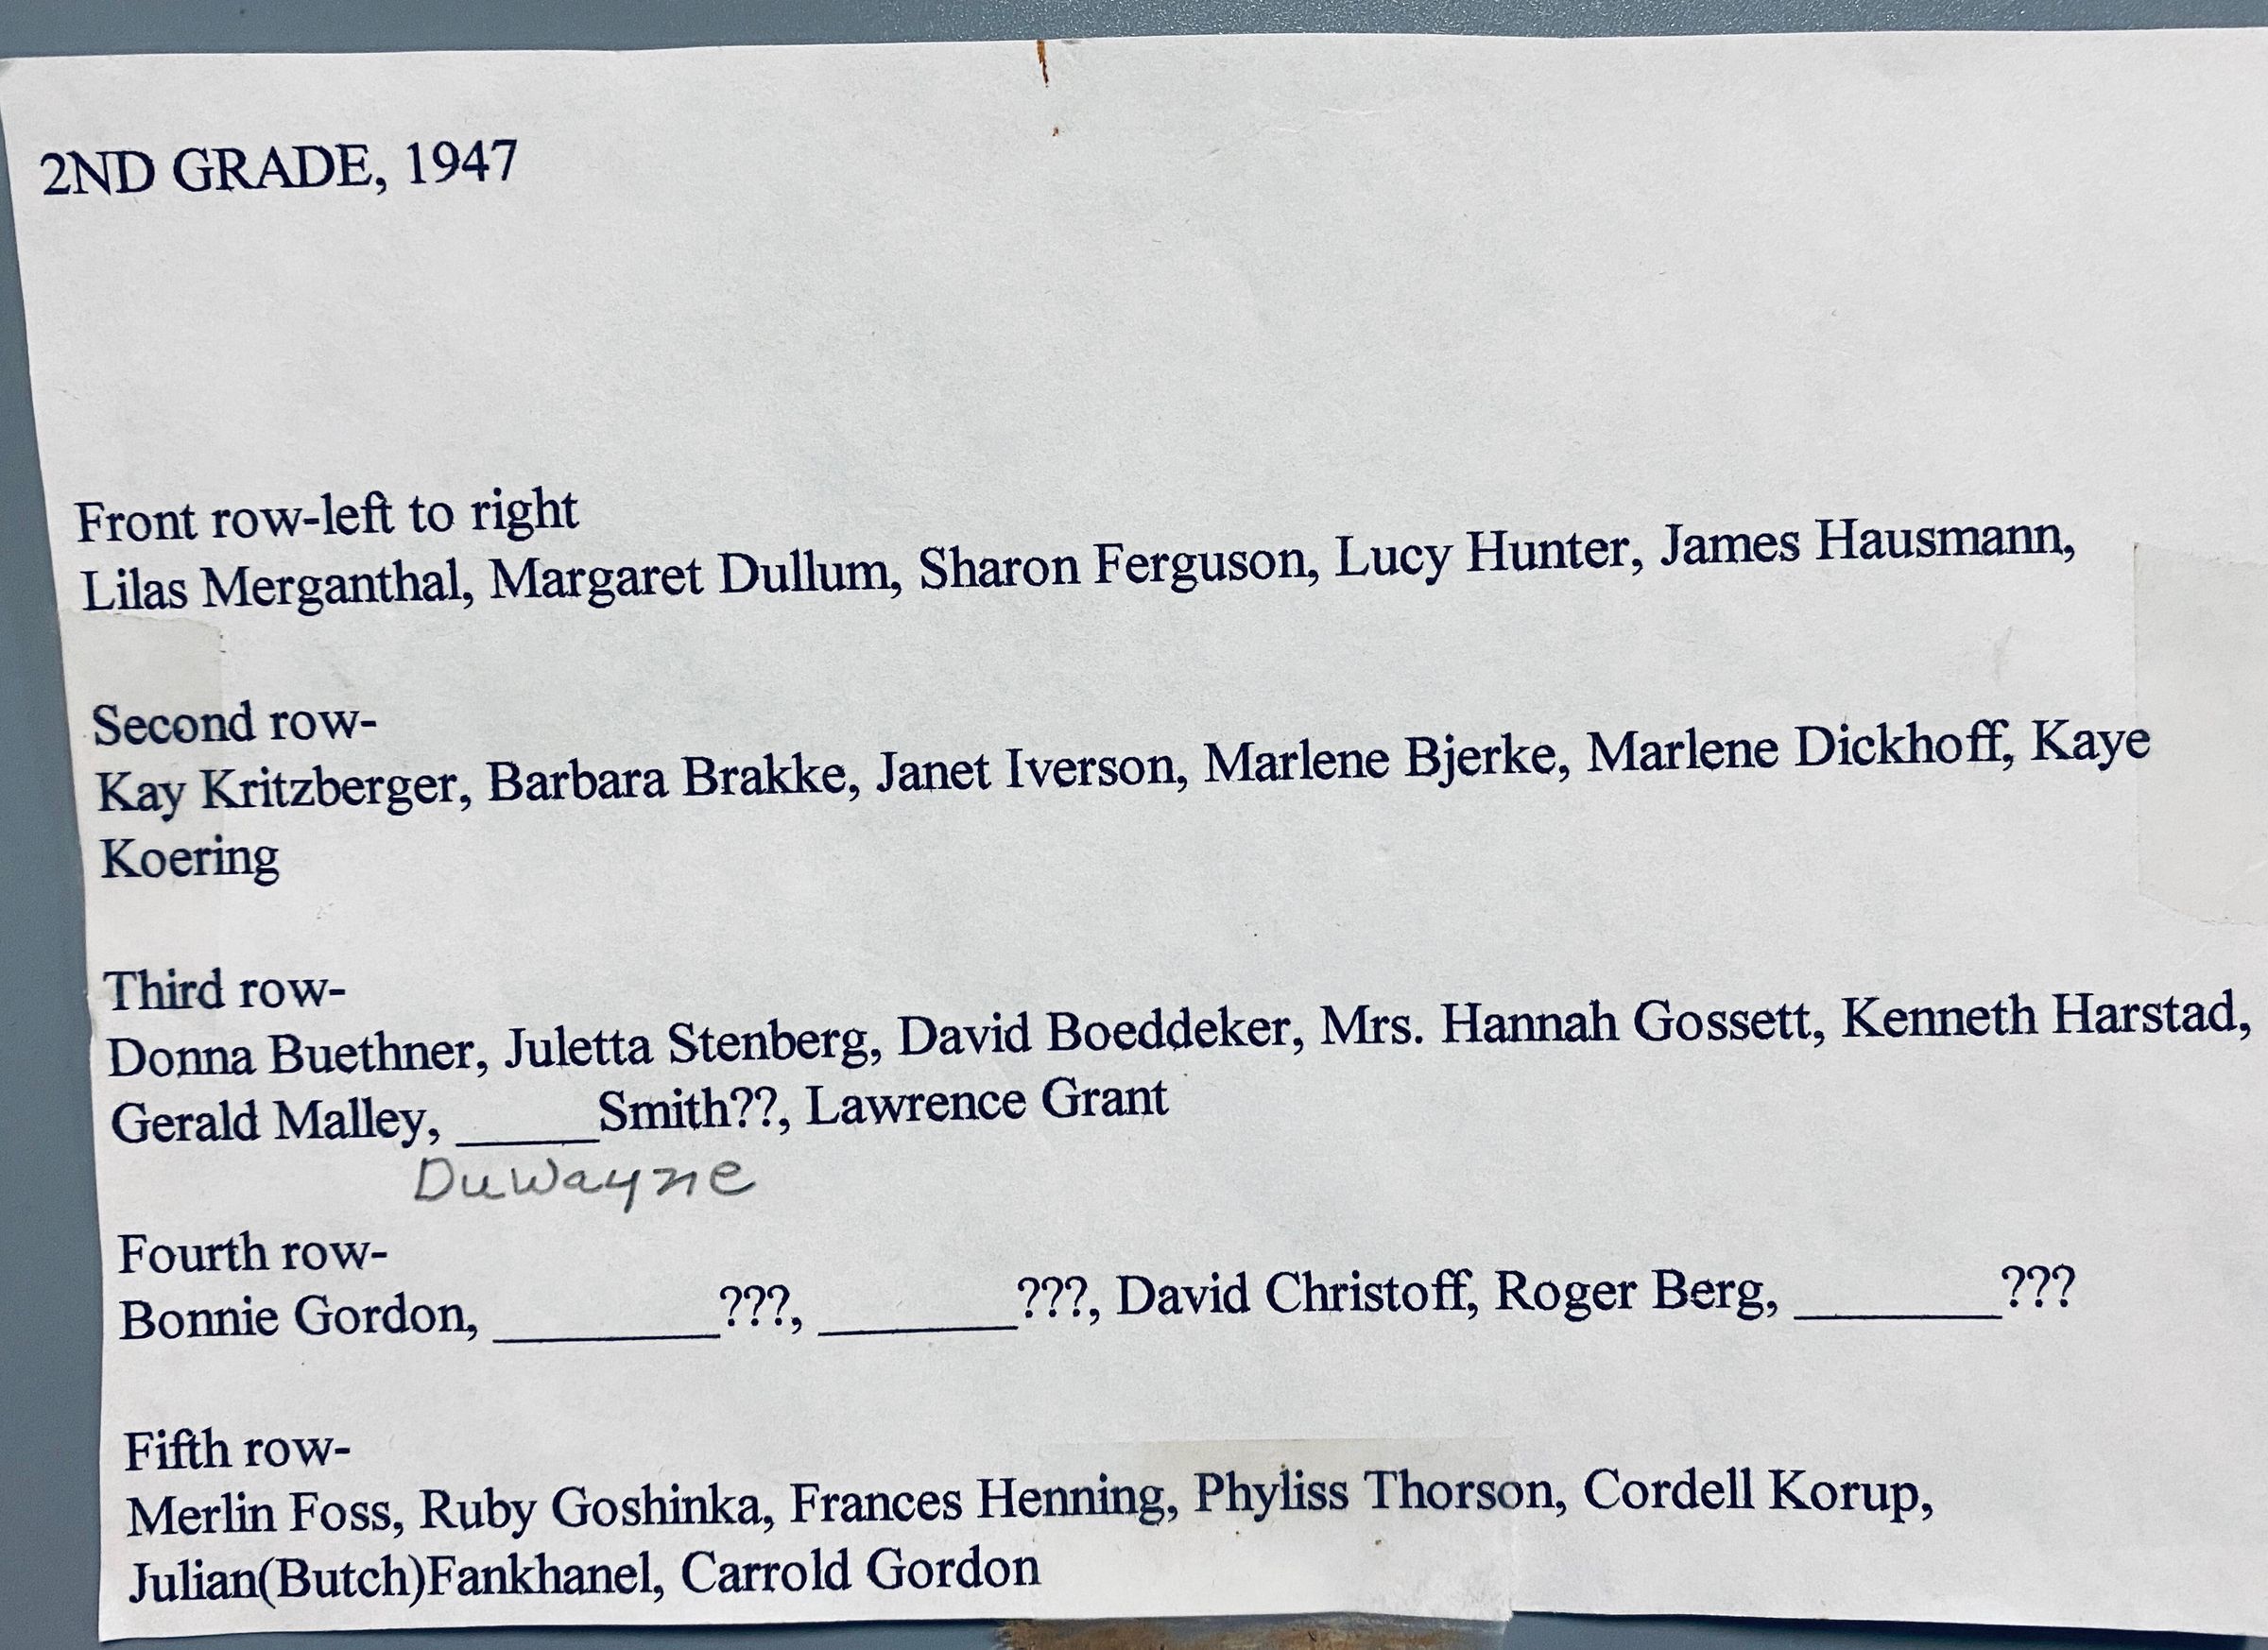 2ND GRADE, 1947
Front row-left to right
Lilas Merganthal, Margaret Dullum, Sharon Ferguson, Lucy Hunter, James Hausmann,
Second row-
Kay Kritzberger, Barbara Brakke, Janet Iverson, Marlene Bjerke, Marlene Dickhoff, Kaye
Koering
Third row-
Donna Buethner, Juletta Stenberg, David Boeddeker, Mrs. Hannah Gossett, Kenneth Harstad,
Gerald Malley, _____Smith??, Lawrence Grant
DuWayne
Fourth row-
Bonnie Gordon, ________???, _______???, David Christoff, Roger Berg, _______???
Fifth row-
Merlin Foss, Ruby Goshinka, Frances Henning, Phyliss Thorson, Cordell Korup,
Julian(Butch)Fankhanel, Carrold Gordon